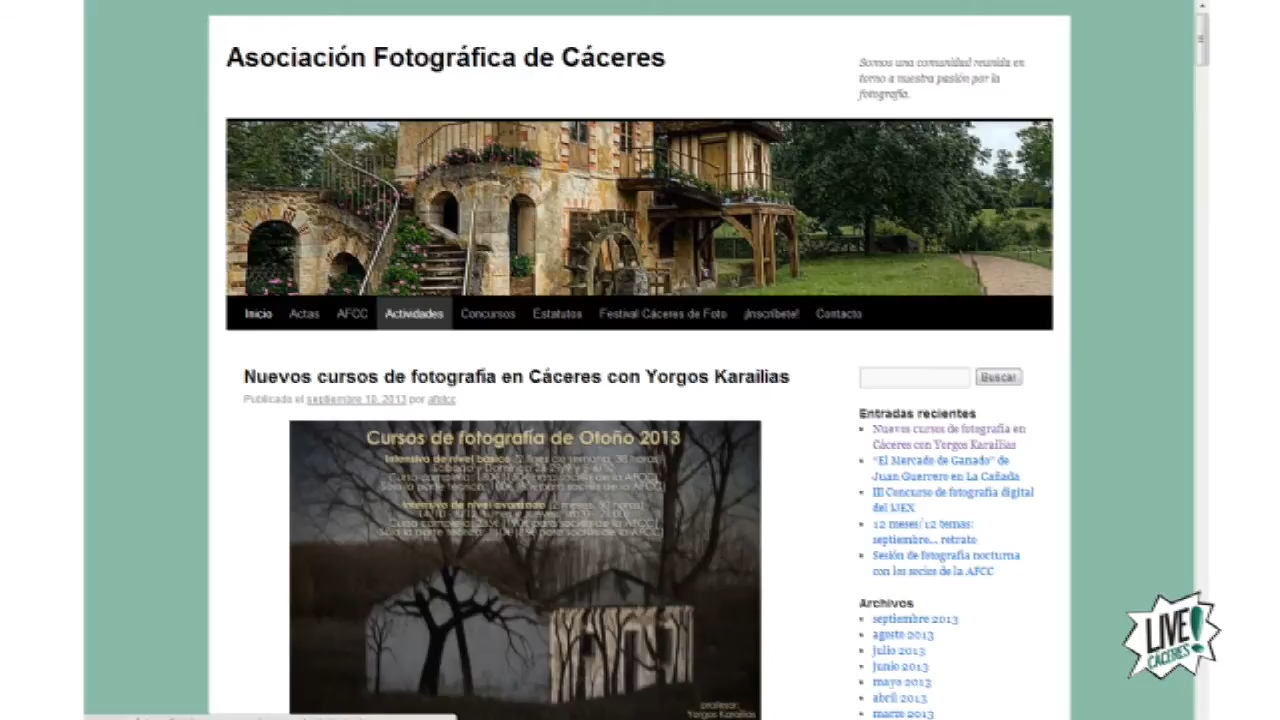 Asociación Fotográfica de Cáceres
Somos una comunidad reunida en
torno a nuestra pasión por la
fotografía.
Inicio Actas AFCC Actividades Concursos Estatutos Festival Cáceres de Foto ¡Inscríbete! Contacto
Nuevos cursos de fotografía en Cáceres con Yorgos Karailias
Publicado el septiembre 10, 2013 por afotcc
Buscar
Cursos de fotografía de Otoño 2013
Intensivo de nivel básico
Intensivo de nivel avanzado
profesor:
Yorgos Karailias
Entradas recientes
Nuevos cursos de fotografía en
Cáceres con Yorgos Karailias
"El Mercado de Ganado" de
Juan Guerrero en La Cañada
III Concurso de fotografía digital
del IJEX
12 meses/12 temas:
septiembre... retrato
Sesión de fotografía nocturna
con los socios de la AFCC
Archivos
septiembre 2013
agosto 2013
julio 2013
junio 2013
mayo 2013
abril 2013
marzo 2013
LIVE!
CÁCERES